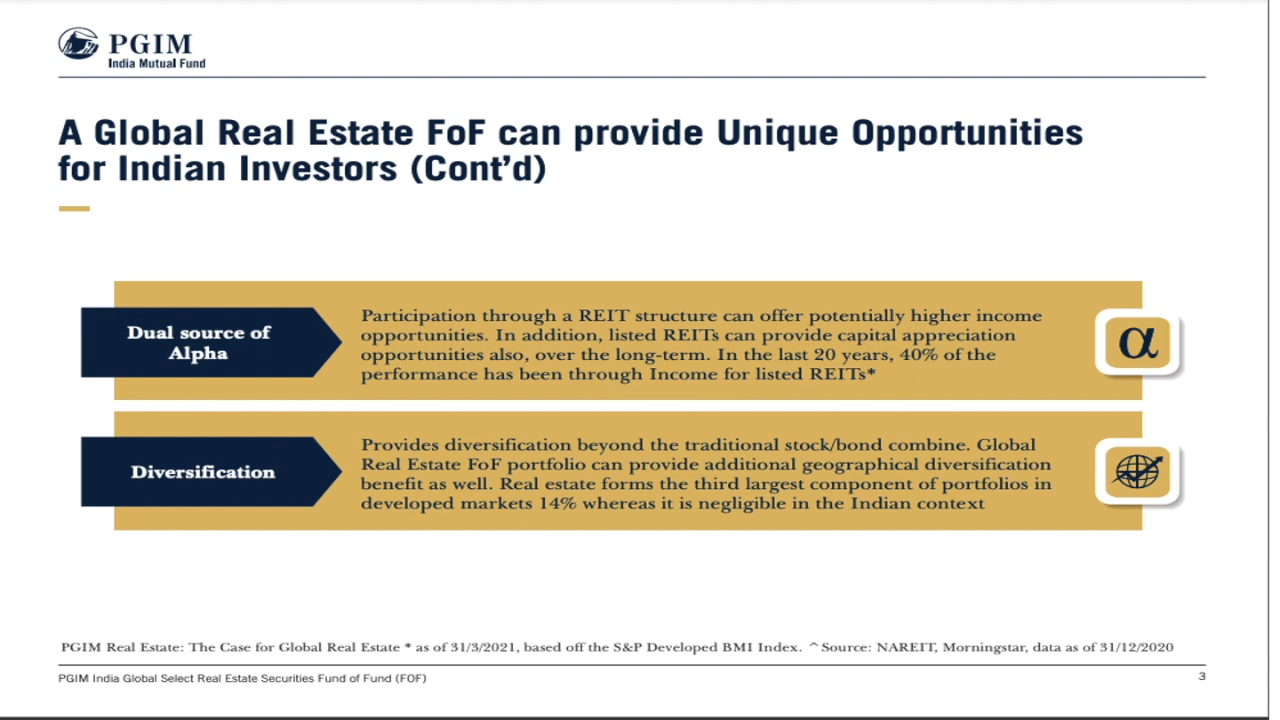 PGIM
India Mutual Fund
A Global Real Estate FoF can provide Unique Opportunities
for Indian Investors (Cont'd)
Dual source of
Alpha
Participation through a REIT structure can offer potentially higher income
opportunities. In addition, listed REITs can provide capital appreciation
opportunities also, over the long-term. In the last 20 years, 40% of the
performance has been through Income for listed REITs*
α
Diversification
Provides diversification beyond the traditional stock/bond combine. Global
Real Estate FoF portfolio can provide additional geographical diversification
benefit as well. Real estate forms the third largest component of portfolios in
developed markets 14% whereas it is negligible in the Indian context
PGIM Real Estate: The Case for Global Real Estate * as of 31/3/2021, based off the S&P Developed BMI Index. ^Source: NAREIT, Morningstar, data as of 31/12/2020
PGIM India Global Select Real Estate Securities Fund of Fund (FOF)
3